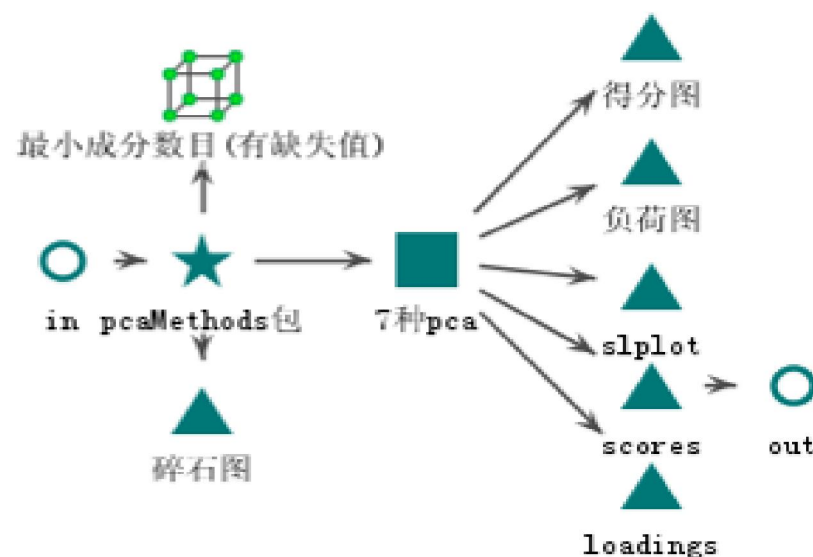 得分图
最小成分数目(有缺失值)
负荷图
in pcaMethods包
7种pca
slplot
碎石图
scores
out
loadings